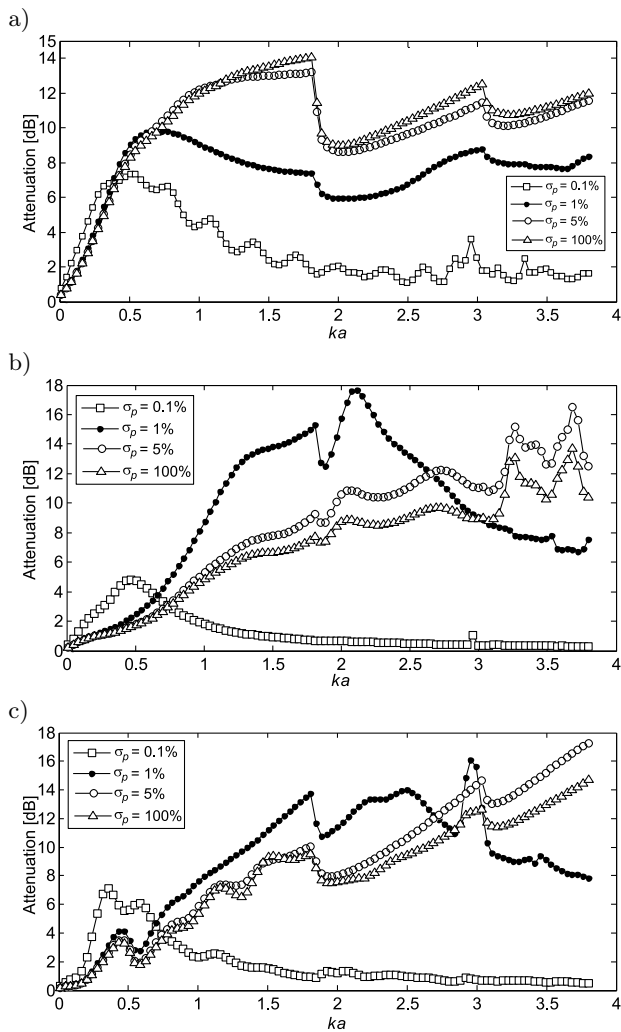 a)
15
14
12
10
8
6
4
2
0
Attenuation [dB]
σp = 0.1%
σp = 1%
σp = 5%
σp = 100%
0 0.5 1 1.5 2 2.5 3 3.5 4
ka
b)
18
16
14
12
10
8
6
4
2
0
Attenuation [dB]
σp = 0.1%
σp = 1%
σp = 5%
σp = 100%
0 0.5 1 1.5 2 2.5 3 3.5 4
ka
c)
18
16
14
12
10
8
6
4
2
0
Attenuation [dB]
σp = 0.1%
σp = 1%
σp = 5%
σp = 100%
0 0.5 1 1.5 2 2.5 3 3.5 4
ka